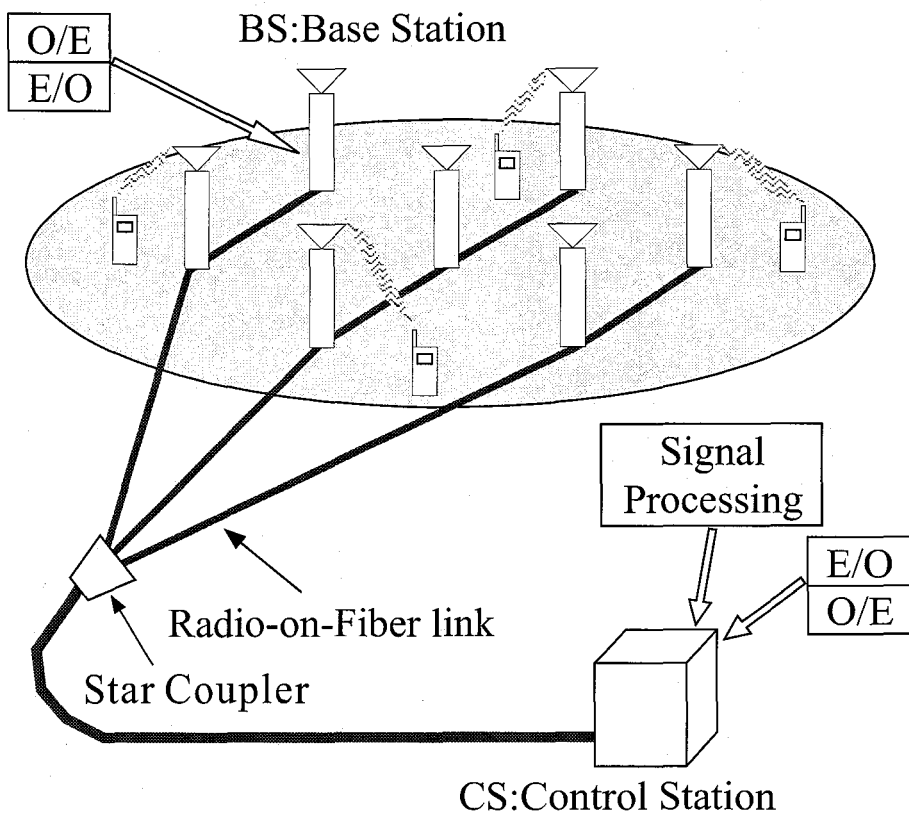 BS:Base Station
O/E
E/O
Signal
Processing
E/O
O/E
Radio-on-Fiber link
Star Coupler
CS:Control Station